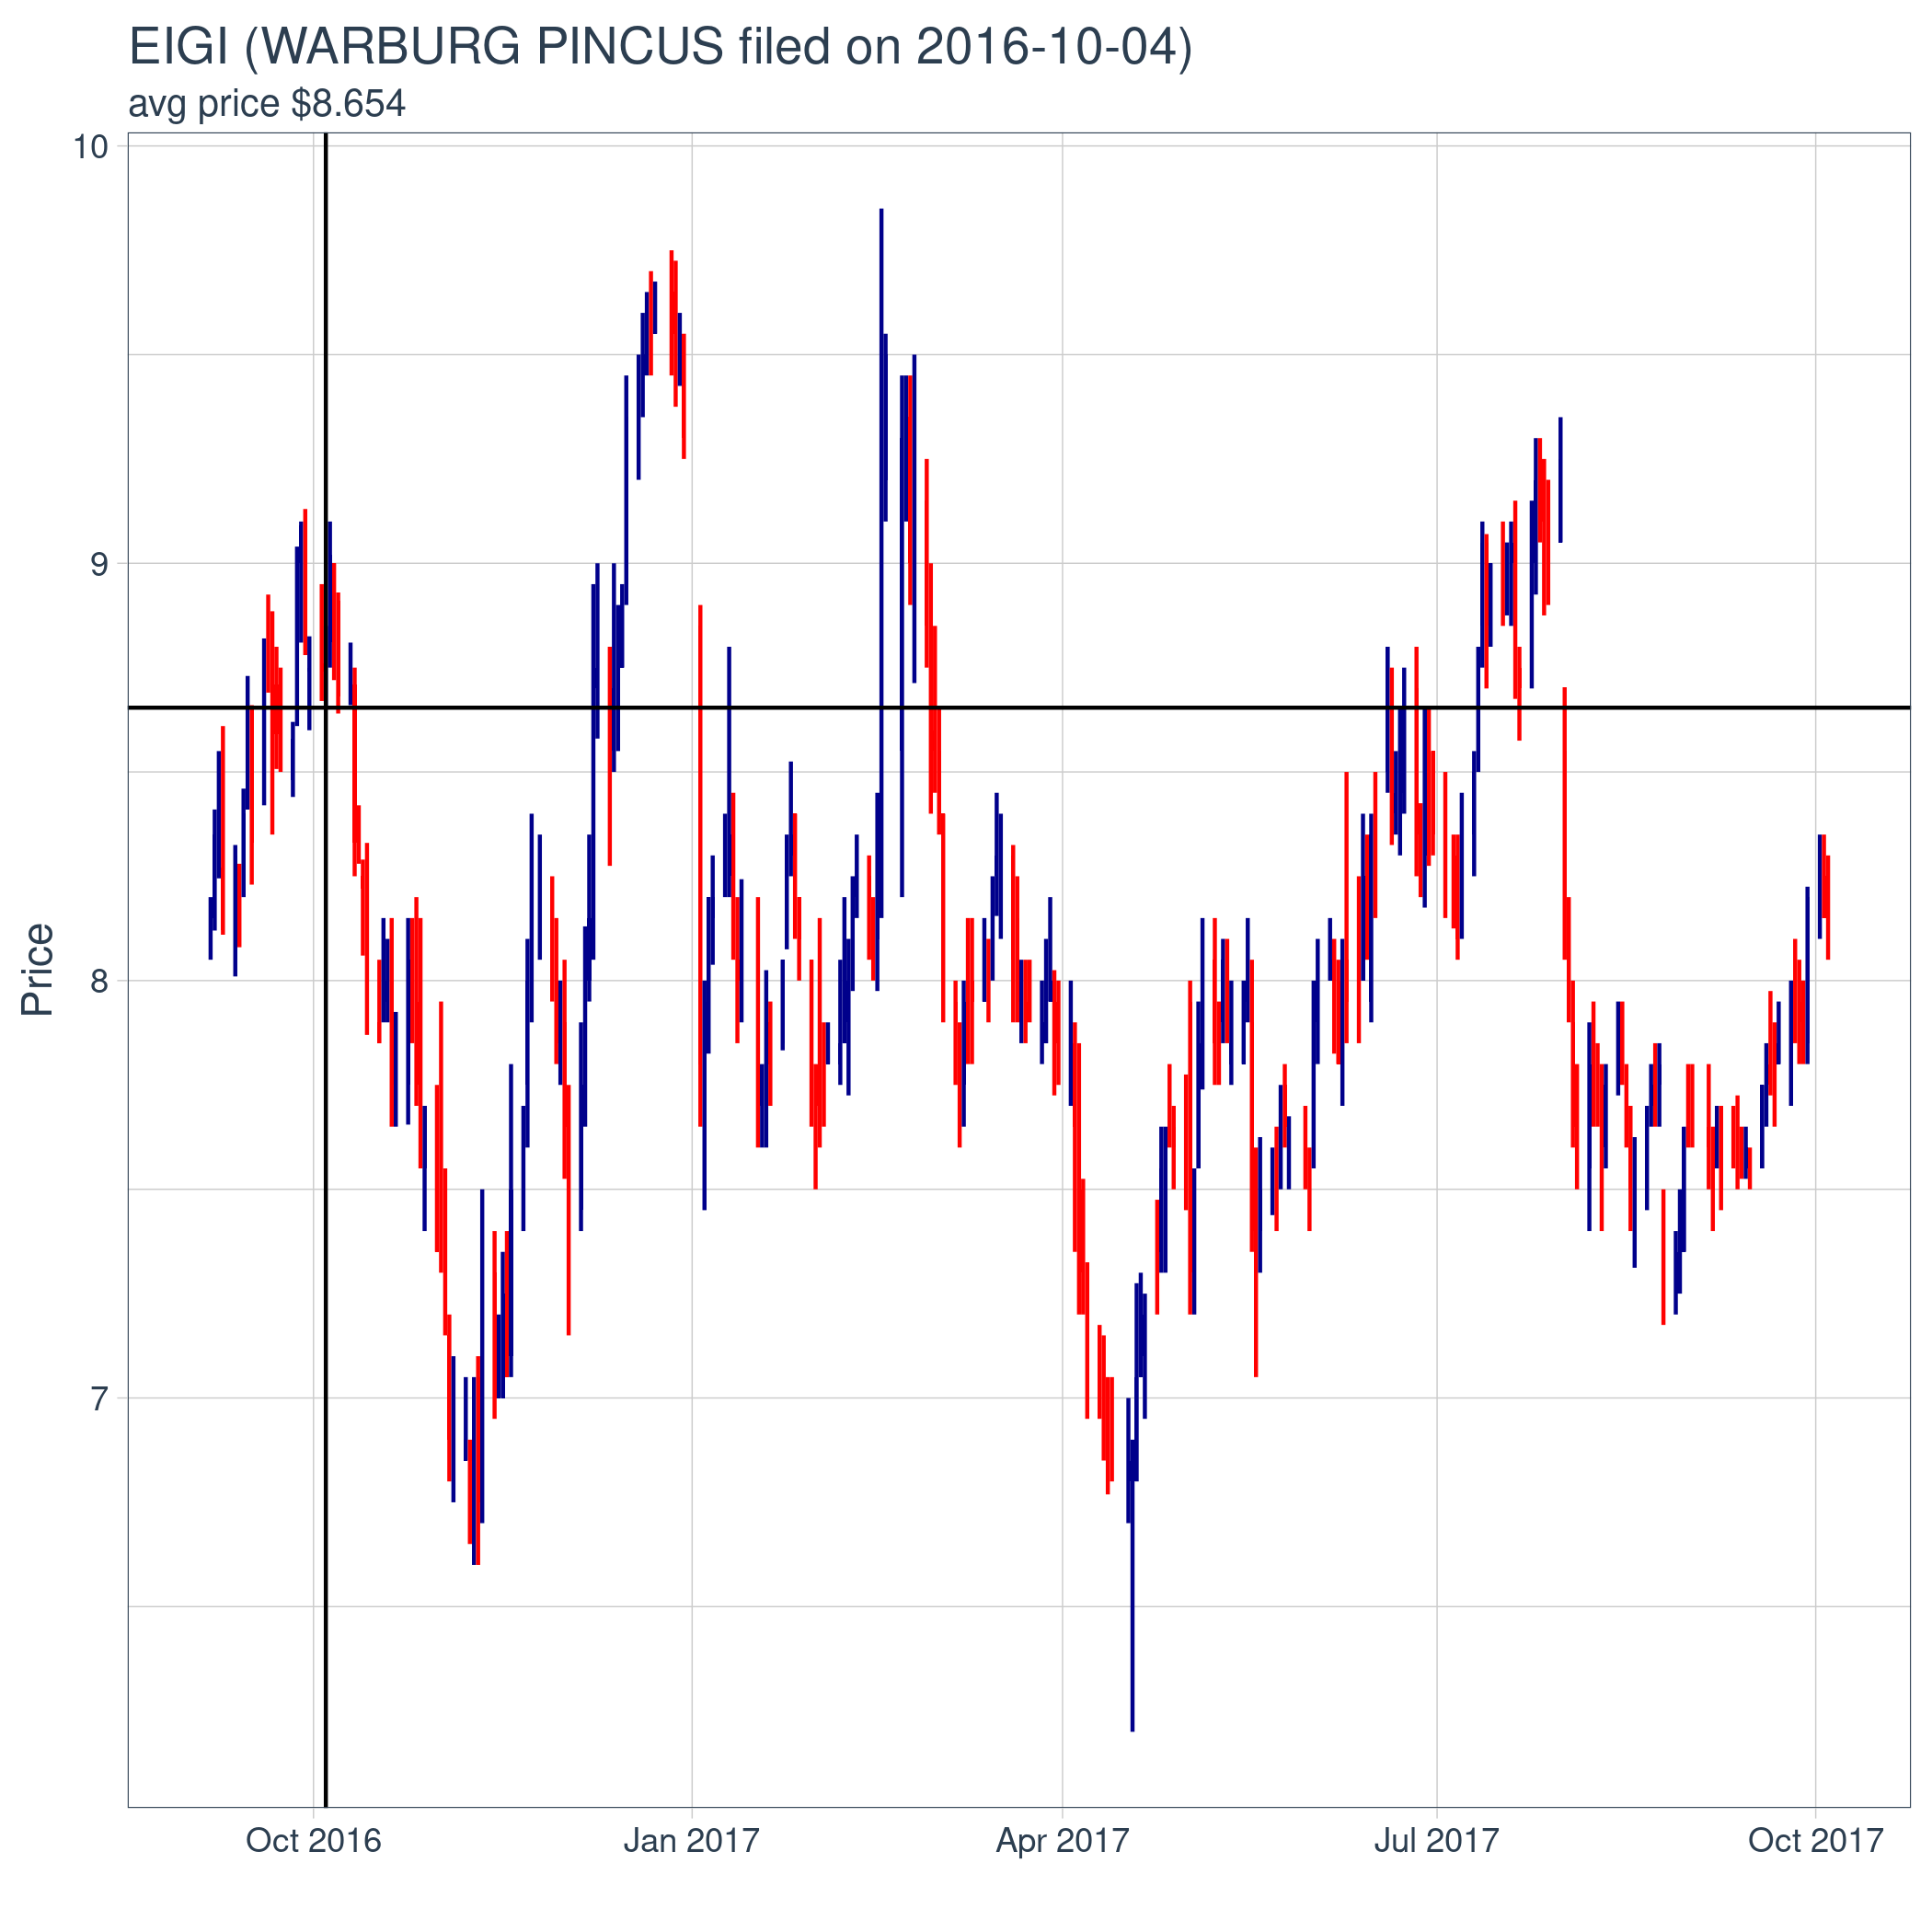 EIGI (WARBURG PINCUS filed on 2016-10-04)
avg price $8.654
10
9
8
7
Price
Oct 2016
Jan 2017
Apr 2017
Jul 2017
Oct 2017